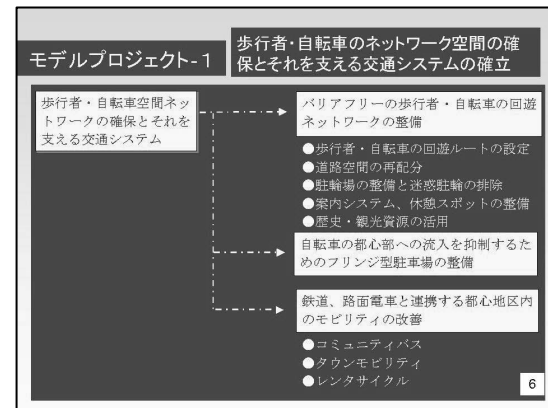 モデルプロジェクト-１
歩行者・自転車のネットワーク空間の確
保とそれを支える交通システムの確立
歩行者・自転車空間ネッ
トワークの確保とそれを
支える交通システム
バリアフリーの歩行者・自転車の回遊
ネットワークの整備
●歩行者・自転車の回遊ルートの設定
●道路空間の再配分
●駐輪場の整備と迷惑駐輪の排除
●案内システム、休憩スポットの整備
●歴史・観光資源の活用
自転車の都心部への流入を抑制するた
めのフリンジ型駐車場の整備
鉄道、路面電車と連携する都心地区内
のモビリティの改善
●コミュニティバス
●タウンモビリティ
●レンタサイクル
6